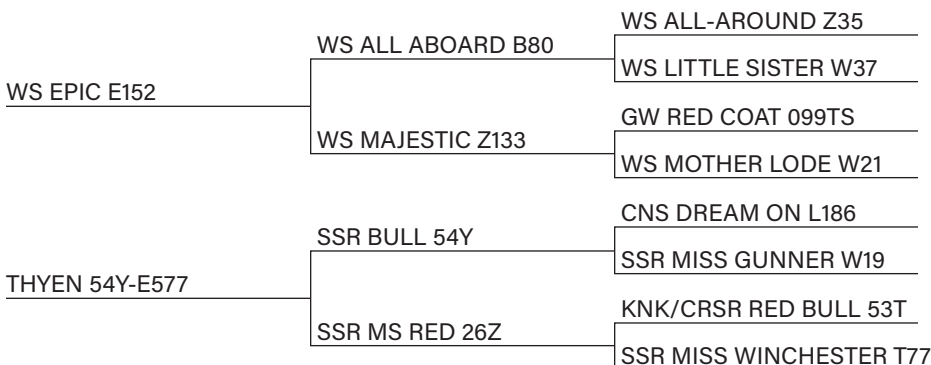 WS ALL-AROUND Z35
WS ALL ABOARD B80
WS LITTLE SISTER W37
WS EPIC E152
GW RED COAT 099TS
WS MAJESTIC Z133
WS MOTHER LODE W21
CNS DREAM ON L186
SSR BULL 54Y
SSR MISS GUNNER W19
THYEN 54Y-E577
KNK/CRSR RED BULL 53T
SSR MS RED 26Z
SSR MISS WINCHESTER T77